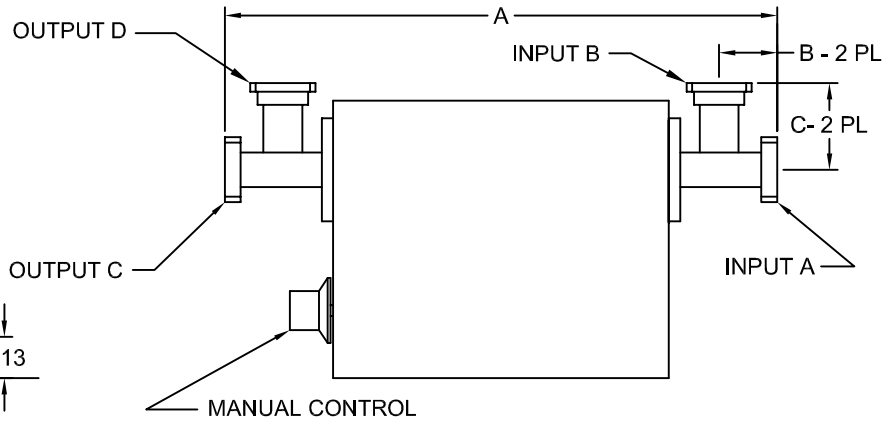 A
OUTPUT D
INPUT B
B - 2 PL
C- 2 PL
OUTPUT C
INPUT A
13
MANUAL CONTROL